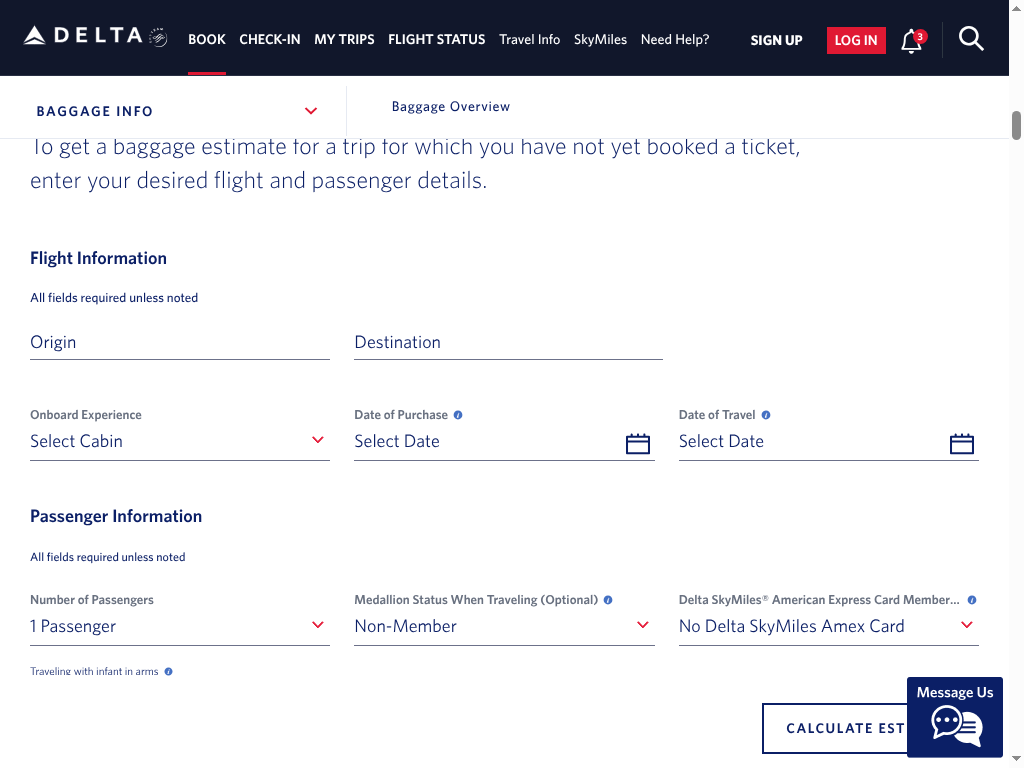 DELTA
BOOK CHECK-IN MY TRIPS FLIGHT STATUS Travel Info SkyMiles Need Help? SIGN UP LOG IN 3
BAGGAGE INFO Baggage Overview
To get a baggage estimate for a trip for which you have not yet booked a ticket,
enter your desired flight and passenger details.
Flight Information
All fields required unless noted
Origin Destination
Onboard Experience Date of Purchase Date of Travel
Select Cabin Select Date Select Date
Passenger Information
All fields required unless noted
Number of Passengers Medallion Status When Traveling (Optional) Delta SkyMiles® American Express Card Member...
1 Passenger Non-Member No Delta SkyMiles Amex Card
Traveling with infant in arms
Message Us
CALCULATE EST